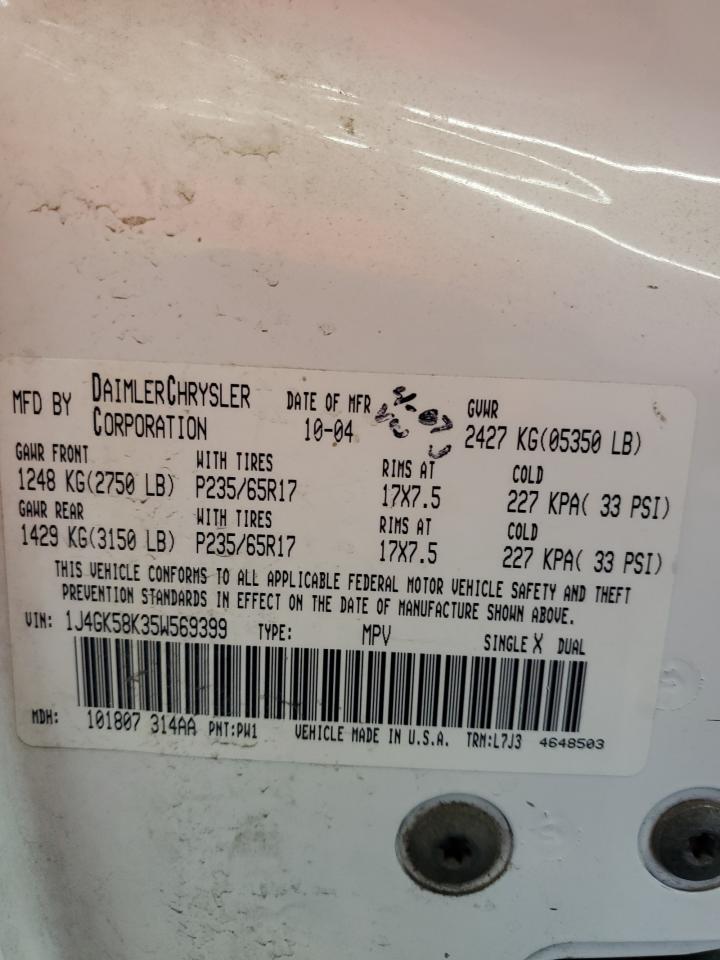 MFD BY DAIMLERCHRYSLER CORPORATION
DATE OF MFR 10-04
GVWR 2427 KG(05350 LB)
GAWR FRONT WITH TIRES RIMS AT COLD
1248 KG(2750 LB) P235/65R17 17X7.5 227 KPA( 33 PSI)
GAWR REAR WITH TIRES RIMS AT COLD
1429 KG(3150 LB) P235/65R17 17X7.5 227 KPA( 33 PSI)
THIS VEHICLE CONFORMS TO ALL APPLICABLE FEDERAL MOTOR VEHICLE SAFETY AND THEFT
PREVENTION STANDARDS IN EFFECT ON THE DATE OF MANUFACTURE SHOWN ABOVE.
VIN: 1J4GK58K35W569399 TYPE: MPV SINGLE X DUAL
MDH: 101807 314AA PNT:PW1 VEHICLE MADE IN U.S.A. TRM:L7J3 4648503